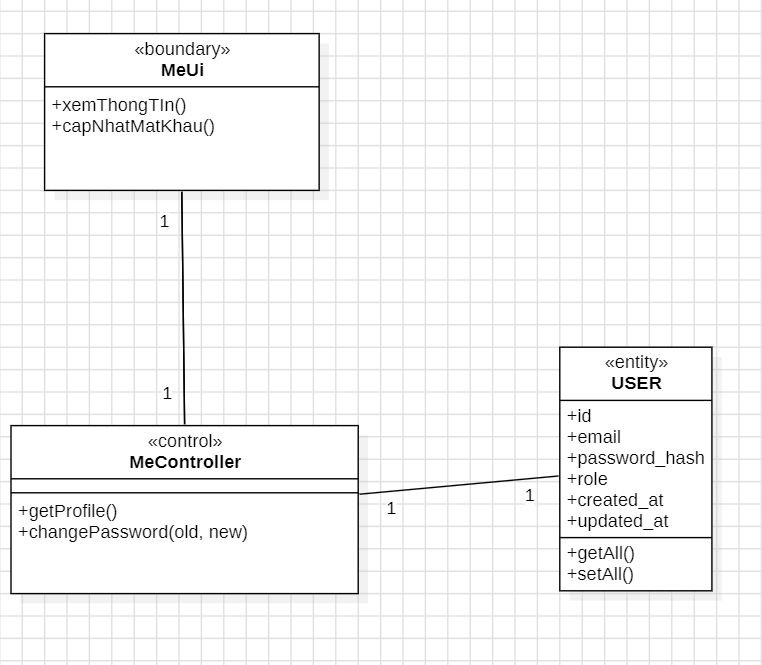 «boundary»
MeUi
+xemThongTIn()
+capNhatMatKhau()
1
1
«control»
MeController
+getProfile()
+changePassword(old, new)
1
1
«entity»
USER
+id
+email
+password_hash
+role
+created_at
+updated_at
+getAll()
+setAll()